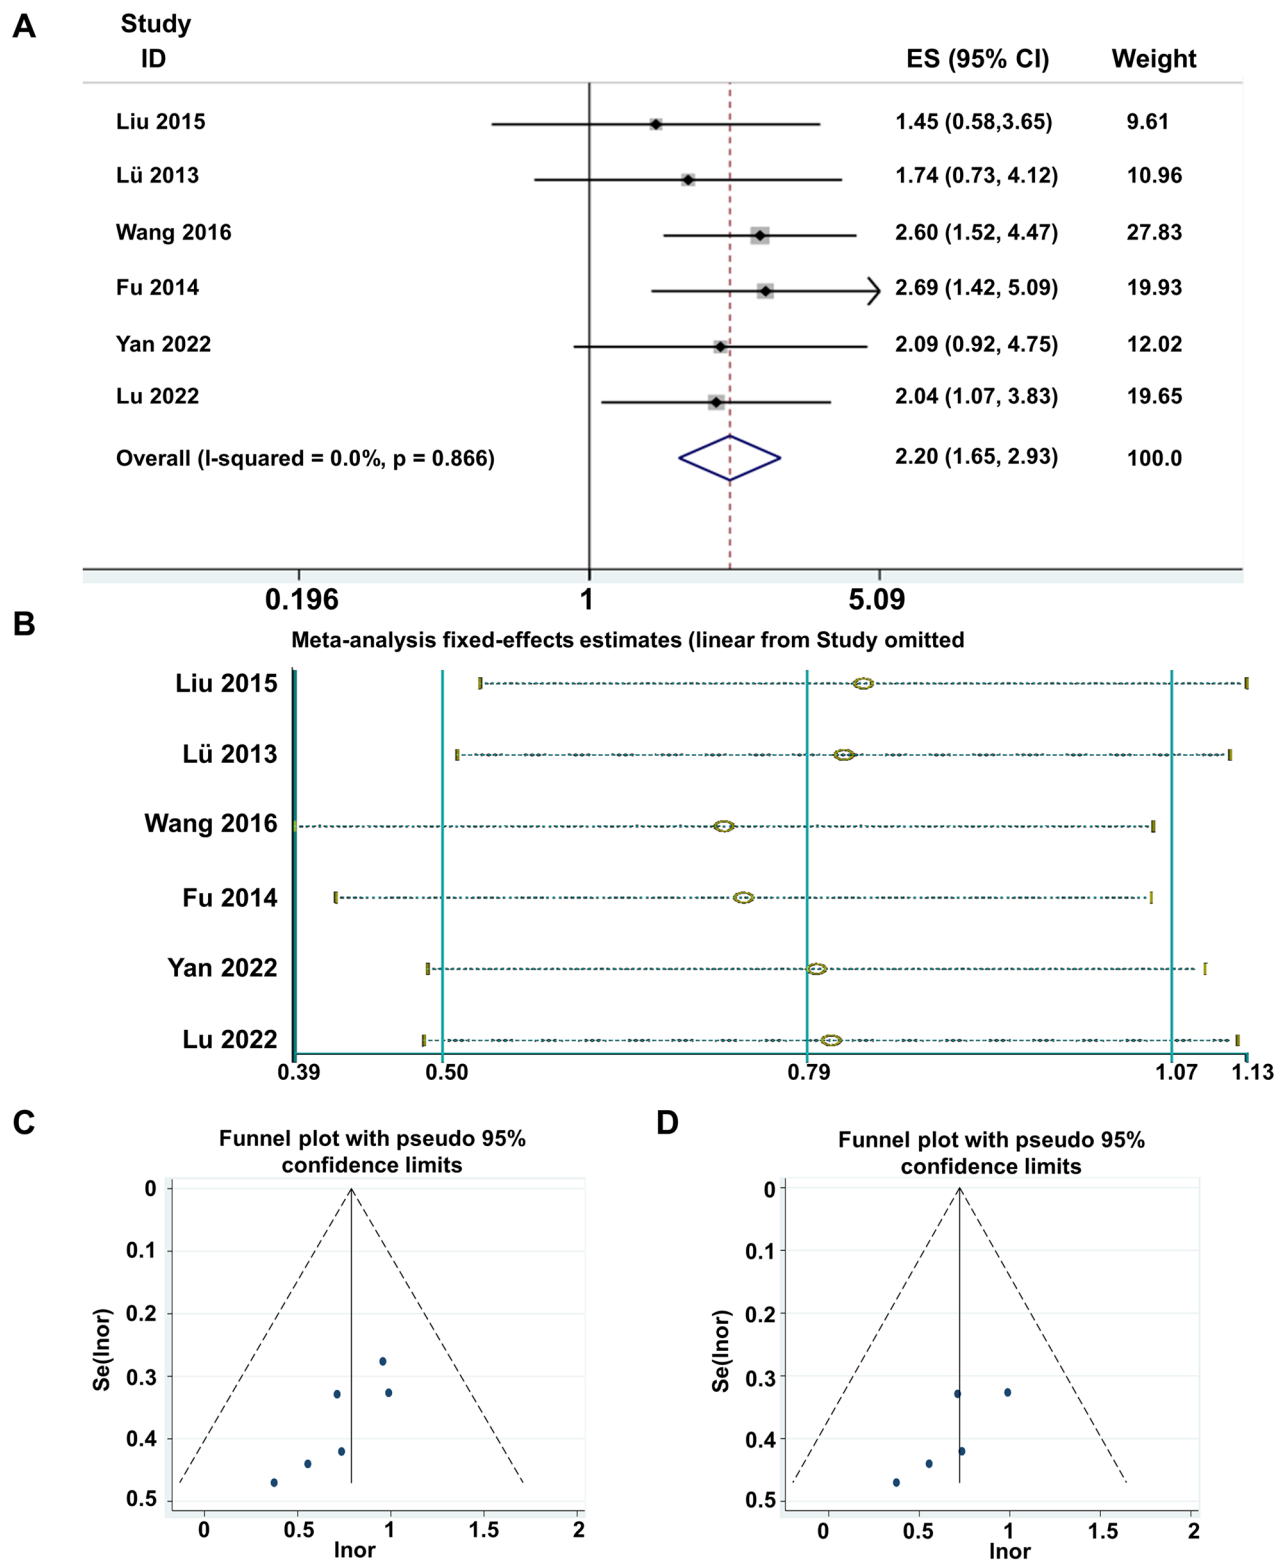 A
Study
ID ES (95% CI) Weight
Liu 2015 1.45 (0.58,3.65) 9.61
Lü 2013 1.74 (0.73, 4.12) 10.96
Wang 2016 2.60 (1.52, 4.47) 27.83
Fu 2014 2.69 (1.42, 5.09) 19.93
Yan 2022 2.09 (0.92, 4.75) 12.02
Lu 2022 2.04 (1.07, 3.83) 19.65
Overall (I-squared = 0.0%, p = 0.866) 2.20 (1.65, 2.93) 100.0
0.196 1 5.09
B
Meta-analysis fixed-effects estimates (linear from Study omitted
Liu 2015
Lü 2013
Wang 2016
Fu 2014
Yan 2022
Lu 2022
0.39 0.50 0.79 1.07 1.13
C
Funnel plot with pseudo 95%
confidence limits
Se(lnor)
0
0.1
0.2
0.3
0.4
0.5
0 0.5 1 1.5 2
lnor
D
Funnel plot with pseudo 95%
confidence limits
Se(lnor)
0
0.1
0.2
0.3
0.4
0.5
0 0.5 1 1.5 2
lnor